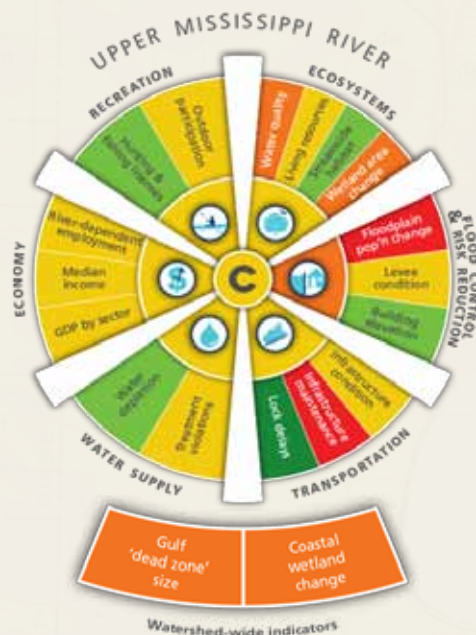 UPPER MISSISSIPPI RIVER
RECREATION
Hunting &
fishing licenses
Outdoor
participation
ECOSYSTEMS
Water quality
Living resources
Streamside
habitat
Wetland area
change
FLOOD CONTROL
& RISK REDUCTION
Floodplain
pop'n change
Levee
condition
Building
elevation
TRANSPORTATION
Infrastructure
condition
Infrastructure
maintenance
Lock delays
WATER SUPPLY
Treatment
violations
Water
depletion
ECONOMY
GDP by sector
Median
income
River-dependent
employment
$
C
Gulf
'dead zone'
size
Coastal
wetland
change
Watershed-wide indicators